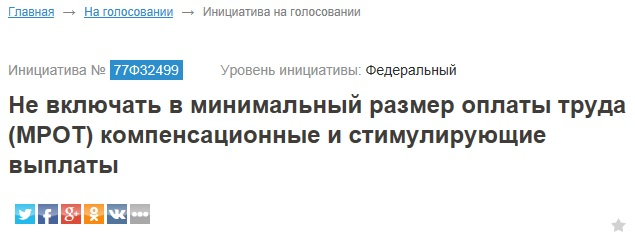 Главная → На голосовании → Инициатива на голосовании
Инициатива № 77Ф32499 Уровень инициативы: Федеральный
Не включать в минимальный размер оплаты труда
(МРОТ) компенсационные и стимулирующие
выплаты